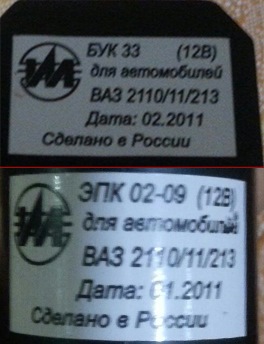 БУК 33 (12В)
для автомобилей
ВАЗ 2110/11/213
Дата: 02.2011
Сделано в России
ЭПК 02-09 (12В)
для автомобилей
ВАЗ 2110/11/213
Дата: 01.2011
Сделано в России